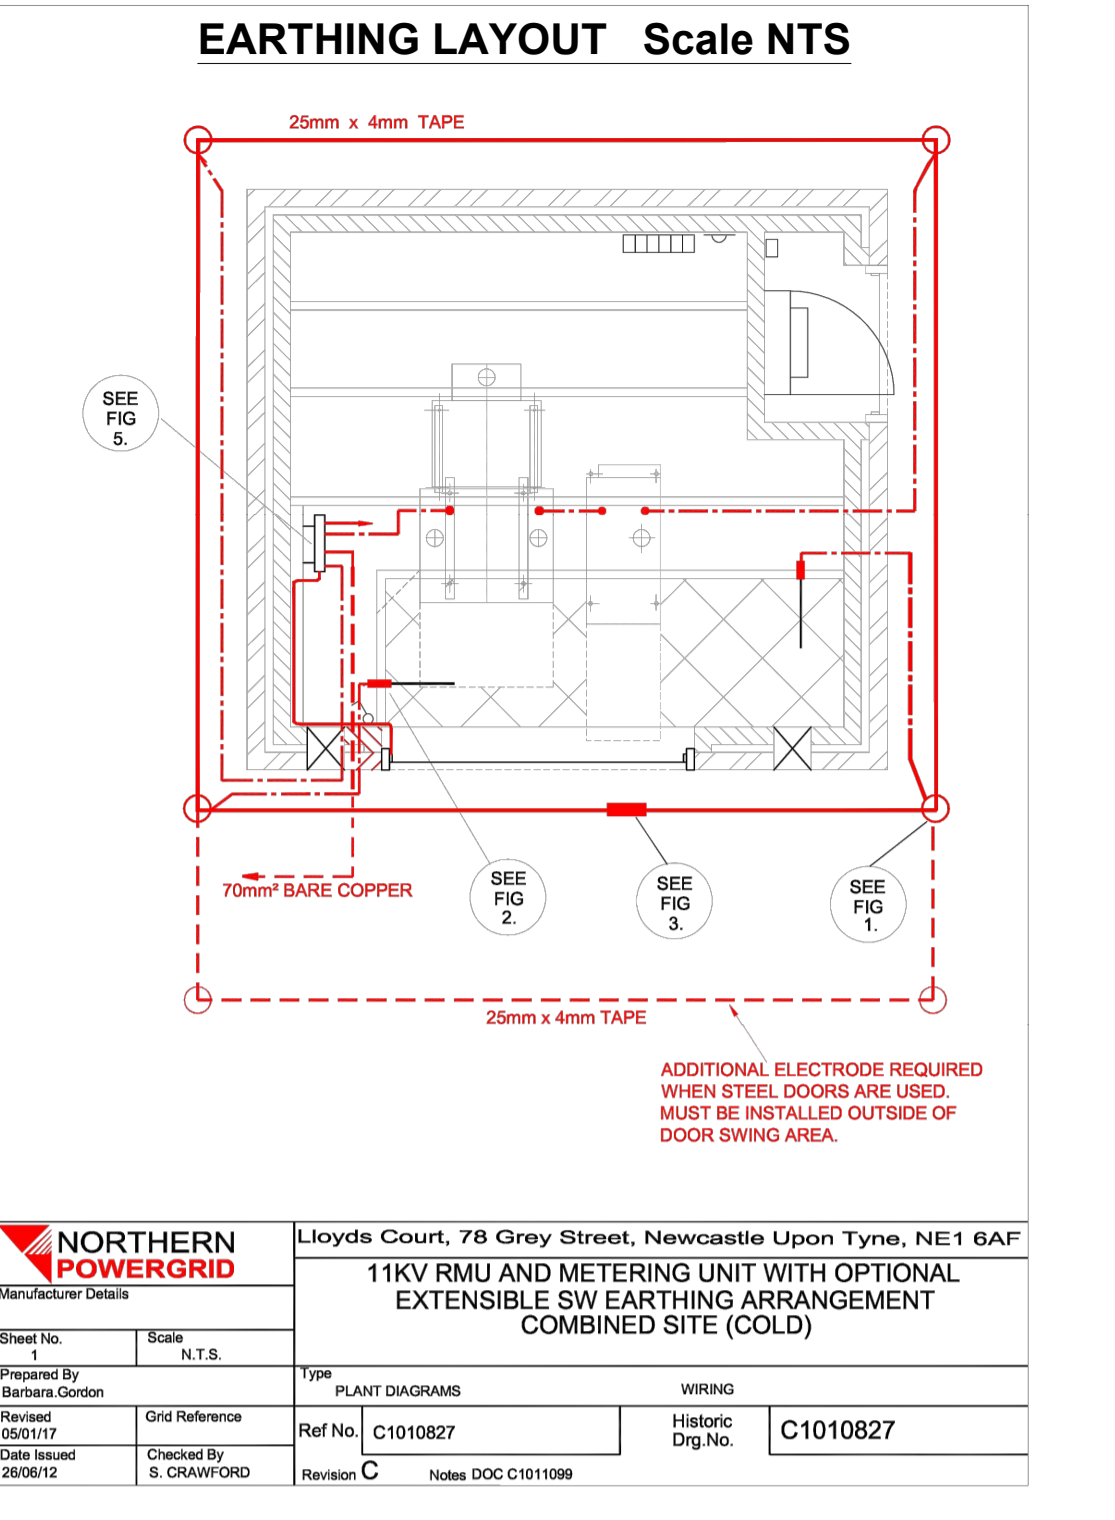 EARTHING LAYOUT Scale NTS
25mm x 4mm TAPE
SEE
FIG
5.
70mm² BARE COPPER
SEE
FIG
2.
SEE
FIG
3.
SEE
FIG
1.
25mm x 4mm TAPE
ADDITIONAL ELECTRODE REQUIRED
WHEN STEEL DOORS ARE USED.
MUST BE INSTALLED OUTSIDE OF
DOOR SWING AREA.
NORTHERN
POWERGRID
Lloyds Court, 78 Grey Street, Newcastle Upon Tyne, NE1 6AF
Manufacturer Details
11KV RMU AND METERING UNIT WITH OPTIONAL
EXTENSIBLE SW EARTHING ARRANGEMENT
COMBINED SITE (COLD)
Sheet No.
1
Scale
N.T.S.
Prepared By
Barbara.Gordon
Type
PLANT DIAGRAMS
WIRING
Revised
05/01/17
Grid Reference
Ref No.
C1010827
Historic
Drg.No.
C1010827
Date Issued
26/06/12
Checked By
S. CRAWFORD
Revision C
Notes DOC C1011099